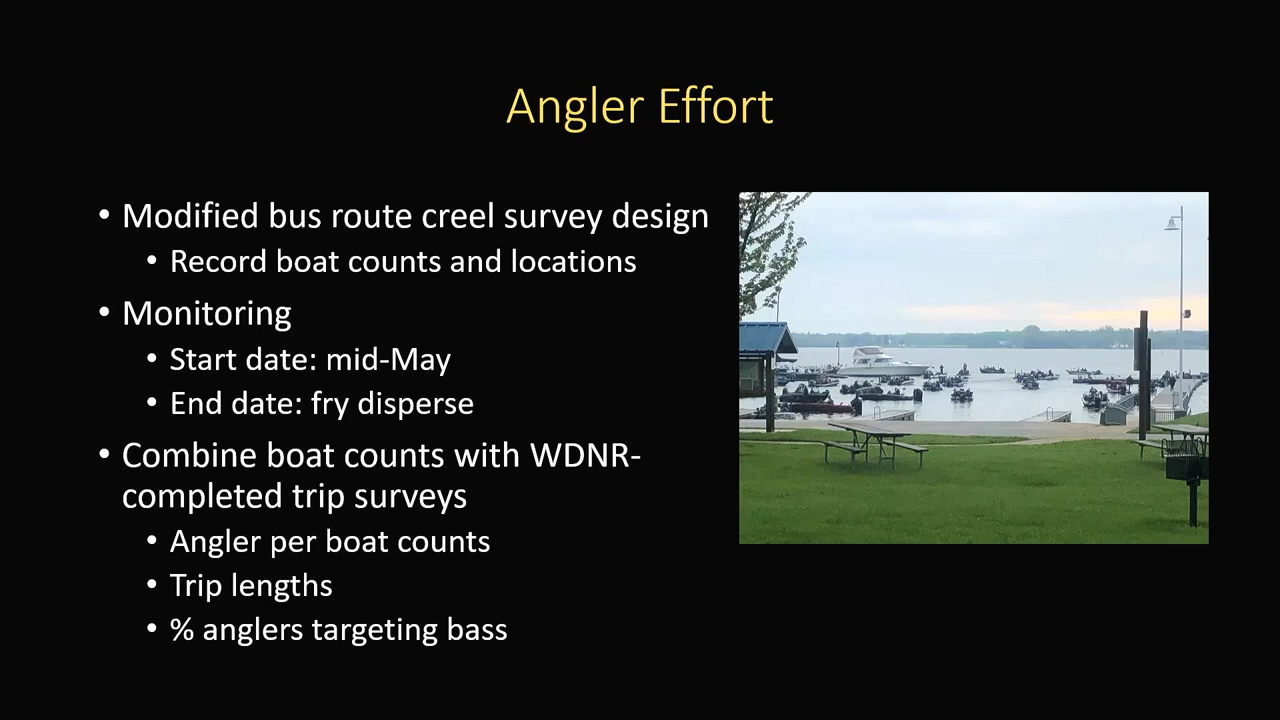 Angler Effort
• Modified bus route creel survey design
• Record boat counts and locations
• Monitoring
• Start date: mid-May
• End date: fry disperse
• Combine boat counts with WDNR-
completed trip surveys
• Angler per boat counts
• Trip lengths
• % anglers targeting bass